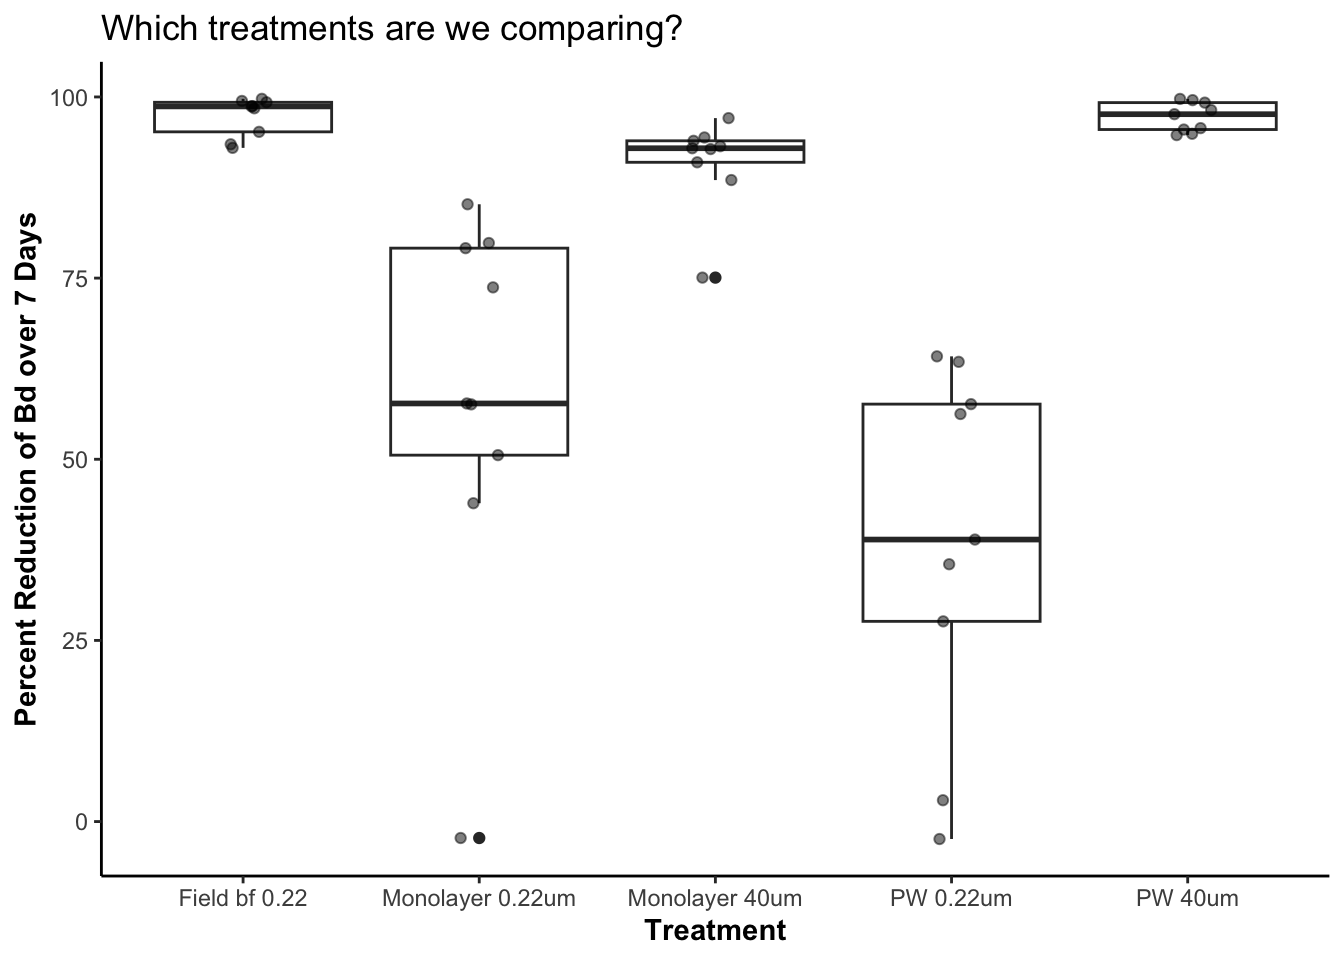 Which treatments are we comparing?
Percent Reduction of Bd over 7 Days
100
75
50
25
0
Field bf 0.22
Monolayer 0.22um
Monolayer 40um
PW 0.22um
PW 40um
Treatment